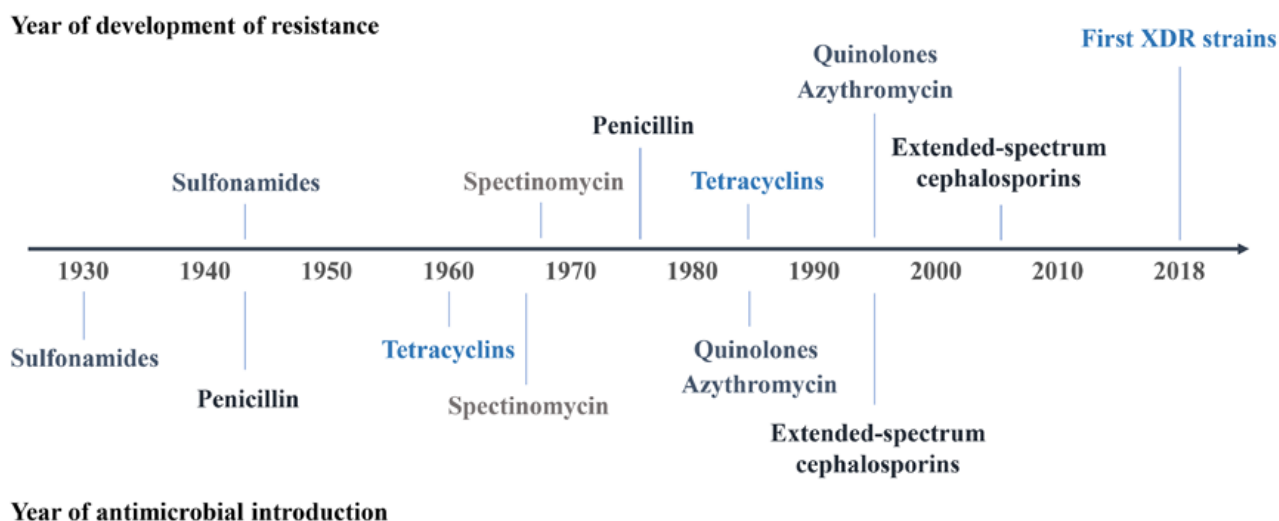 Year of development of resistance
First XDR strains
Quinolones
Azythromycin
Penicillin
Extended-spectrum
cephalosporins
Sulfonamides
Spectinomycin
Tetracyclins
1930 1940 1950 1960 1970 1980 1990 2000 2010 2018
Sulfonamides
Penicillin
Tetracyclins
Spectinomycin
Quinolones
Azythromycin
Extended-spectrum
cephalosporins
Year of antimicrobial introduction